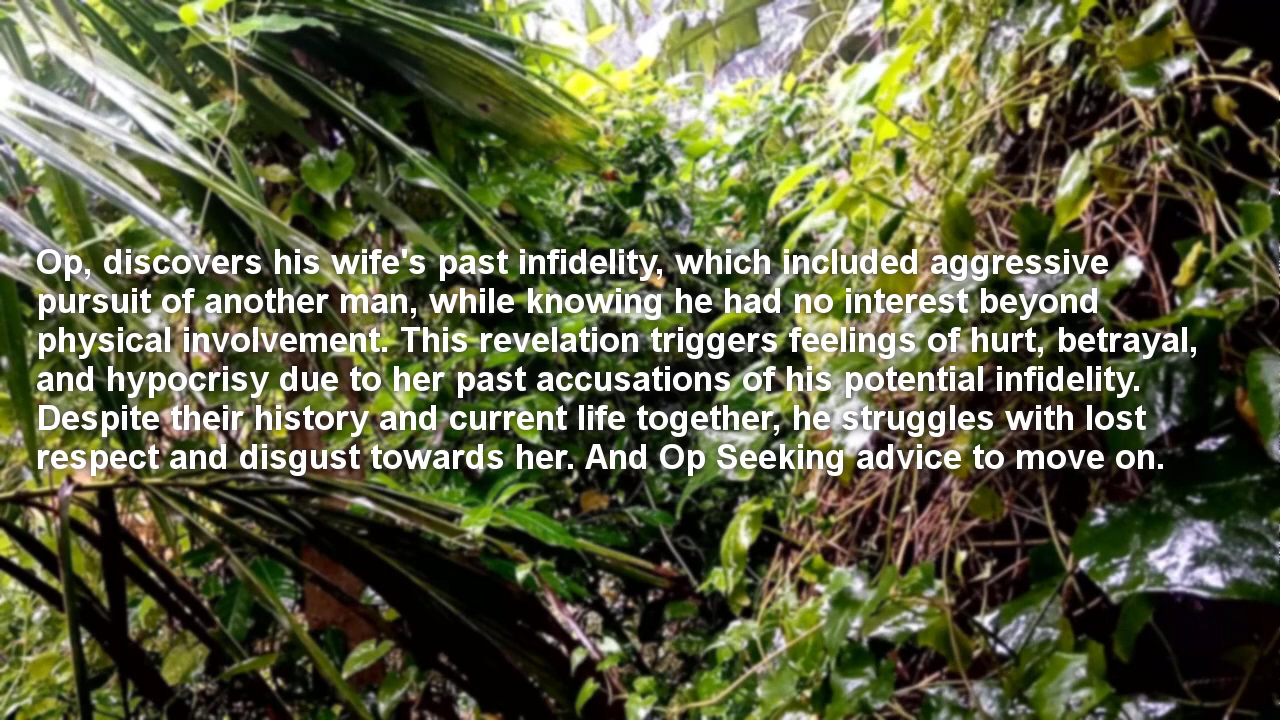 Op, discovers his wife's past infidelity, which included aggressive
pursuit of another man, while knowing he had no interest beyond
physical involvement. This revelation triggers feelings of hurt, betrayal,
and hypocrisy due to her past accusations of his potential infidelity.
Despite their history and current life together, he struggles with lost
respect and disgust towards her. And Op Seeking advice to move on.